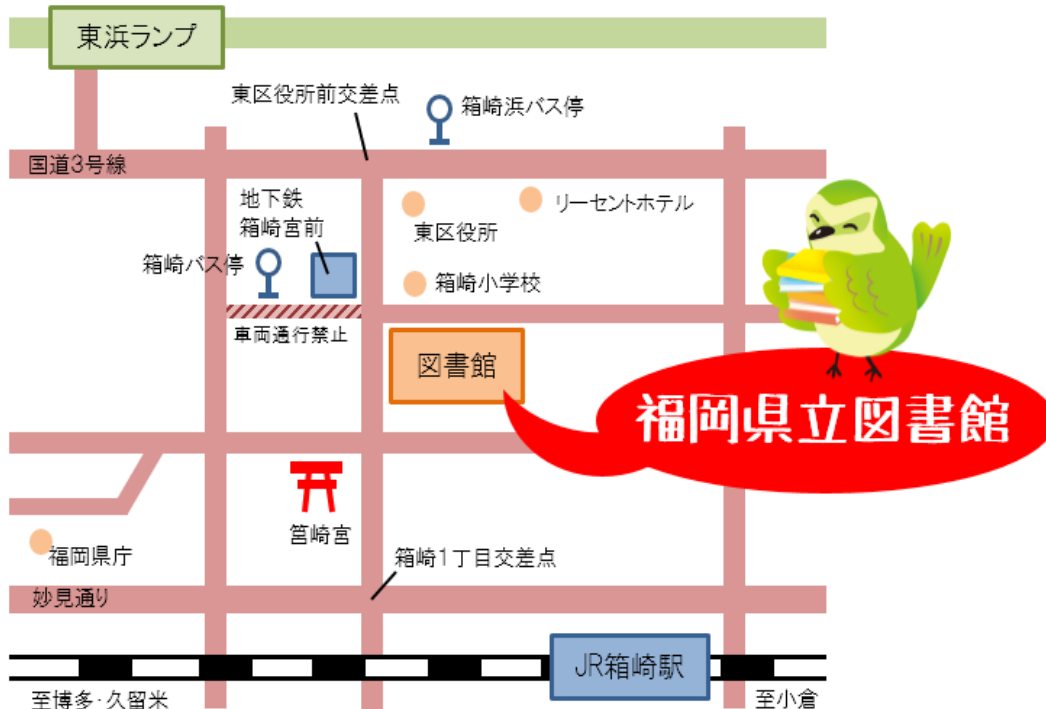 東浜ランプ
東区役所前交差点
箱崎浜バス停
国道3号線
地下鉄
箱崎宮前
リーセントホテル
東区役所
箱崎バス停
箱崎小学校
車両通行禁止
図書館
福岡県立図書館
筥崎宮
福岡県庁
箱崎1丁目交差点
妙見通り
JR箱崎駅
至博多・久留米
至小倉